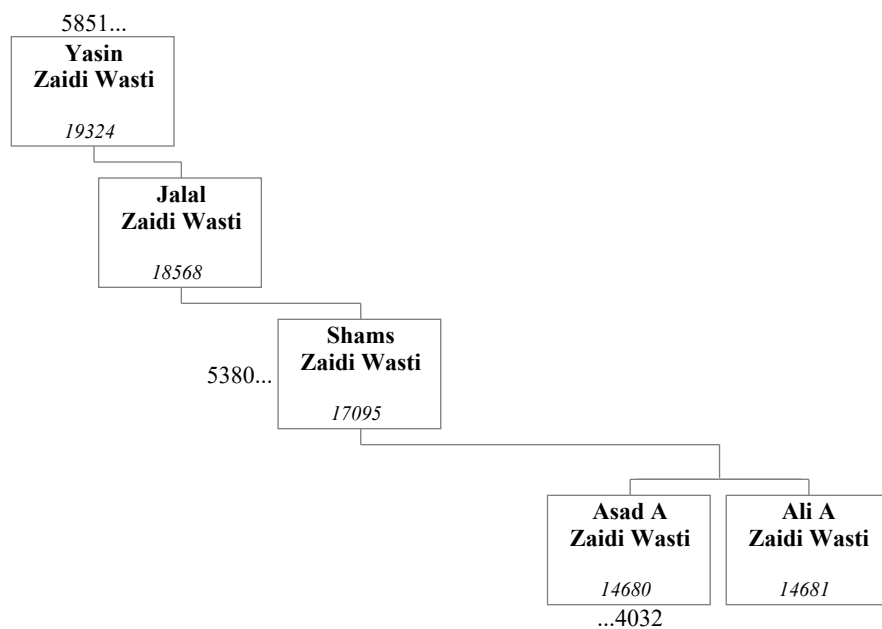 5851...
Yasin
Zaidi Wasti
19324
Jalal
Zaidi Wasti
18568
Shams
Zaidi Wasti
5380...
17095
Asad A
Zaidi Wasti
14680
...4032
Ali A
Zaidi Wasti
14681